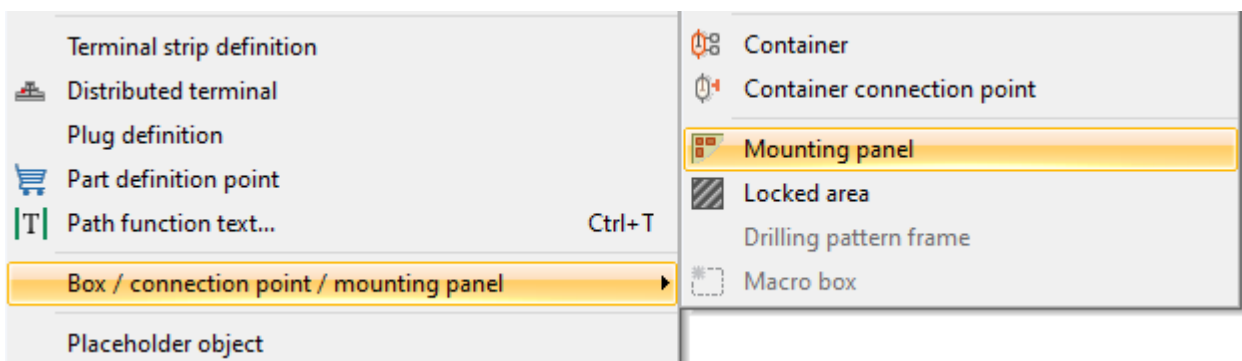 Terminal strip definition
Distributed terminal
Plug definition
Part definition point
T Path function text... Ctrl+T
Box / connection point / mounting panel
Placeholder object
Container
Container connection point
Mounting panel
Locked area
Drilling pattern frame
Macro box